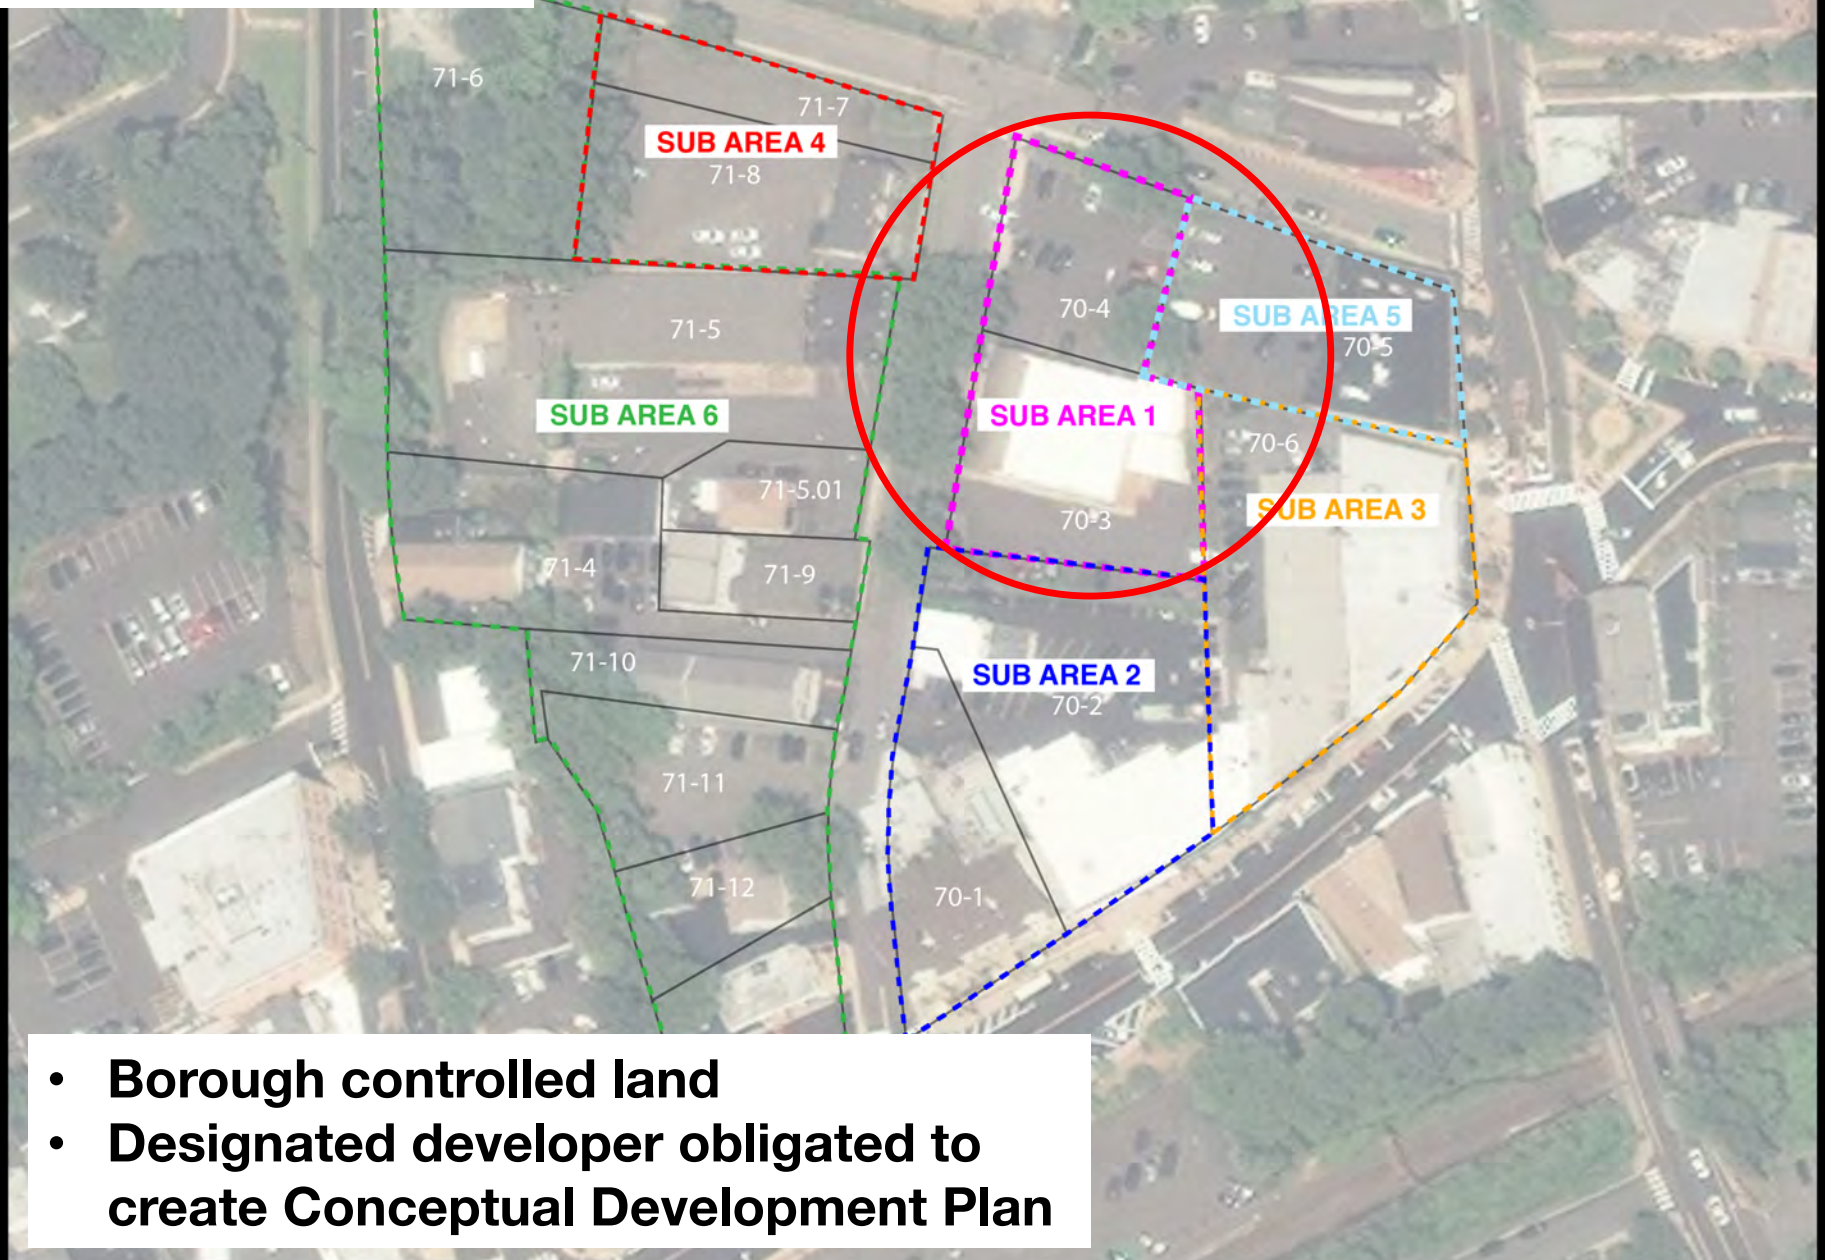 71-6
71-7
SUB AREA 4
71-8
70-4
SUB AREA 5
70-5
71-5
SUB AREA 6
SUB AREA 1
70-6
71-5.01
SUB AREA 3
70-3
71-4
71-9
71-10
SUB AREA 2
70-2
71-11
71-12
70-1
• Borough controlled land
• Designated developer obligated to
create Conceptual Development Plan